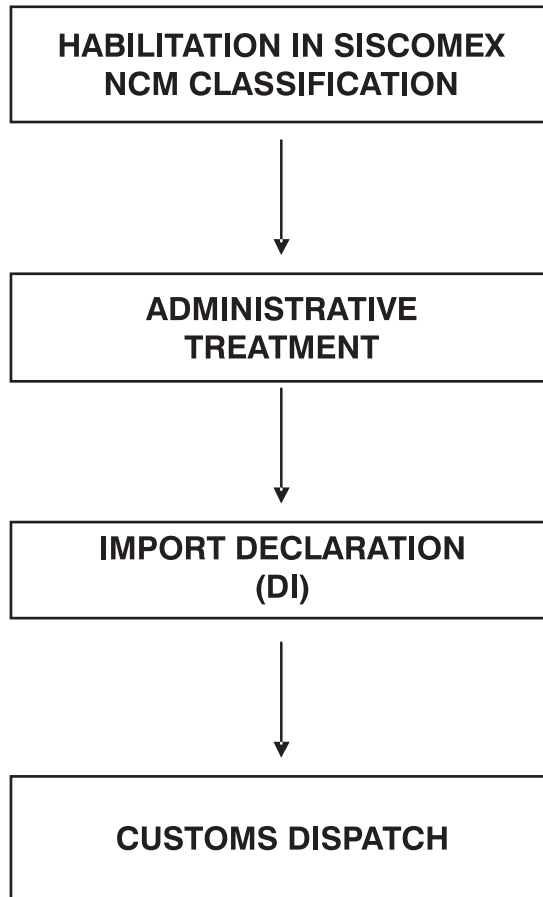 HABILITATION IN SISCOMEX
NCM CLASSIFICATION
ADMINISTRATIVE
TREATMENT
IMPORT DECLARATION
(DI)
CUSTOMS DISPATCH